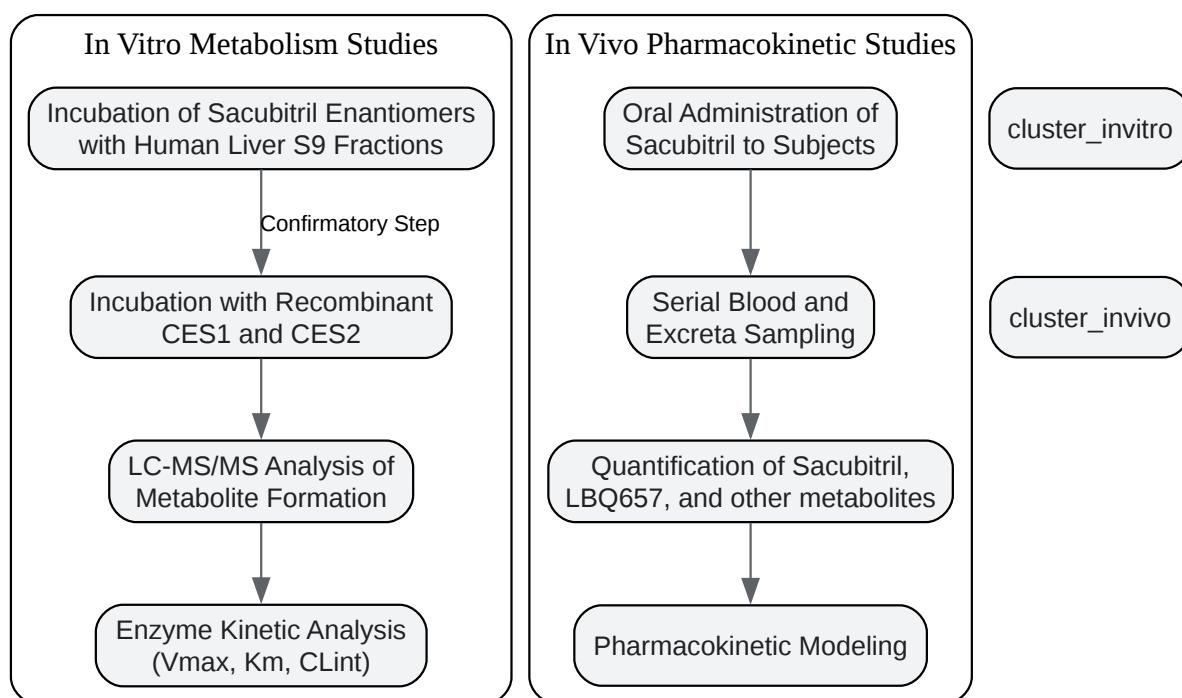 In Vitro Metabolism Studies
Incubation of Sacubitril Enantiomers
with Human Liver S9 Fractions
Confirmatory Step
Incubation with Recombinant
CES1 and CES2
LC-MS/MS Analysis of
Metabolite Formation
Enzyme Kinetic Analysis
(Vmax, Km, CLint)
In Vivo Pharmacokinetic Studies
Oral Administration of
Sacubitril to Subjects
Serial Blood and
Excreta Sampling
Quantification of Sacubitril,
LBQ657, and other metabolites
Pharmacokinetic Modeling
cluster_invitro
cluster_invivo